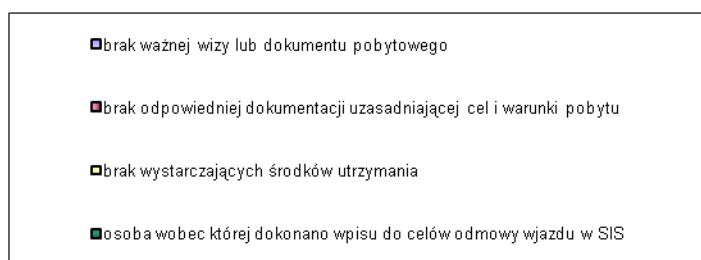 brak ważnej wizy lub dokumentu pobytowego
brak odpowiedniej dokumentacji uzasadniającej cel i warunki pobytu
brak wystarczających środków utrzymania
osoba wobec której dokonano wpisu do celów odmowy wjazdu w SIS